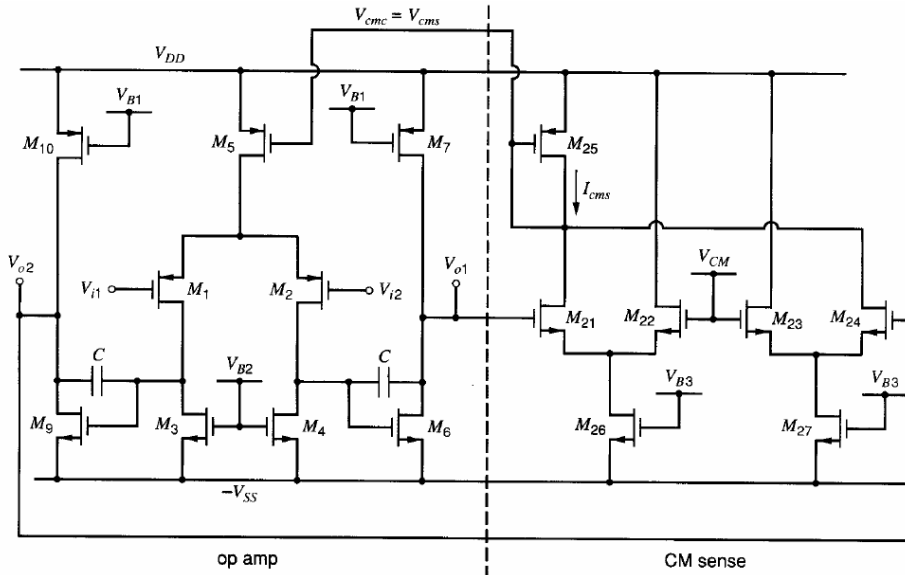 V_cmc = V_cms
V_DD
V_B1
V_B1
M_10
M_5
M_7
M_25
I_cms
V_o2
V_i1
M_1
M_2
V_i2
V_o1
V_CM
M_21
M_22
M_23
M_24
C
V_B2
C
V_B3
V_B3
M_9
M_3
M_4
M_6
M_26
M_27
−V_SS
op amp
CM sense